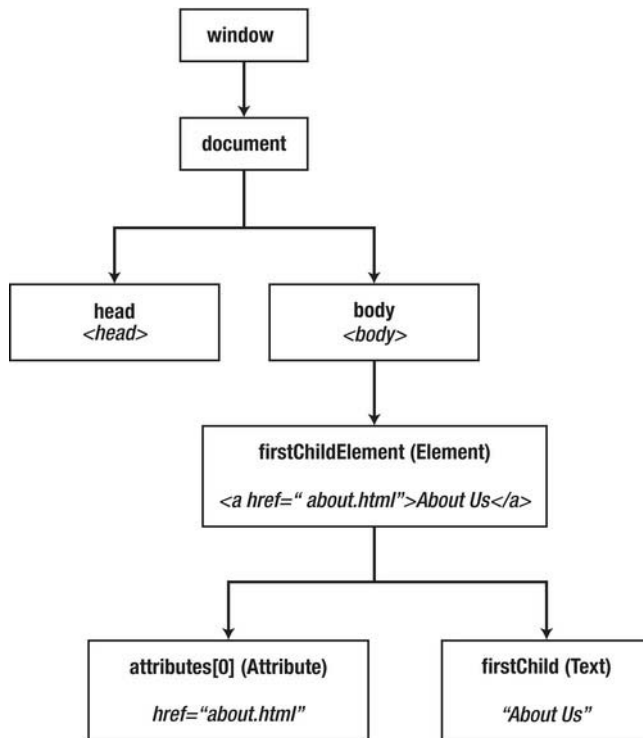 window
document
head
<head>
body
<body>
firstChildElement (Element)
<a href=“ about.html”>About Us</a>
attributes[0] (Attribute)
href=“about.html”
firstChild (Text)
“About Us”